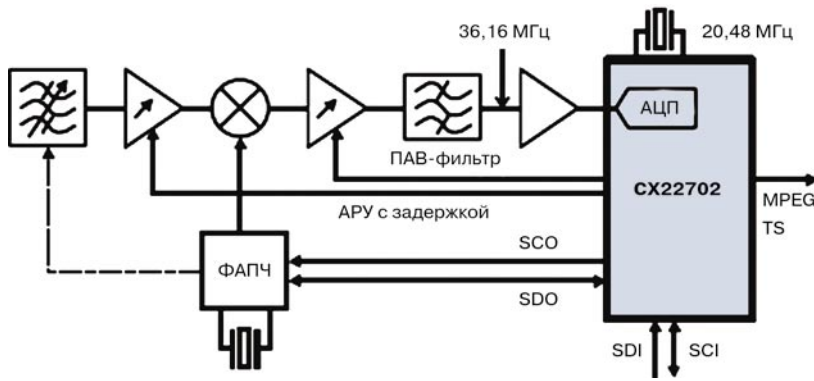 36,16 МГц
20,48 МГц
АЦП
ПАВ-фильтр
CX22702
MPEG
TS
АРУ с задержкой
SCO
ФАПЧ
SDO
SDI
SCI